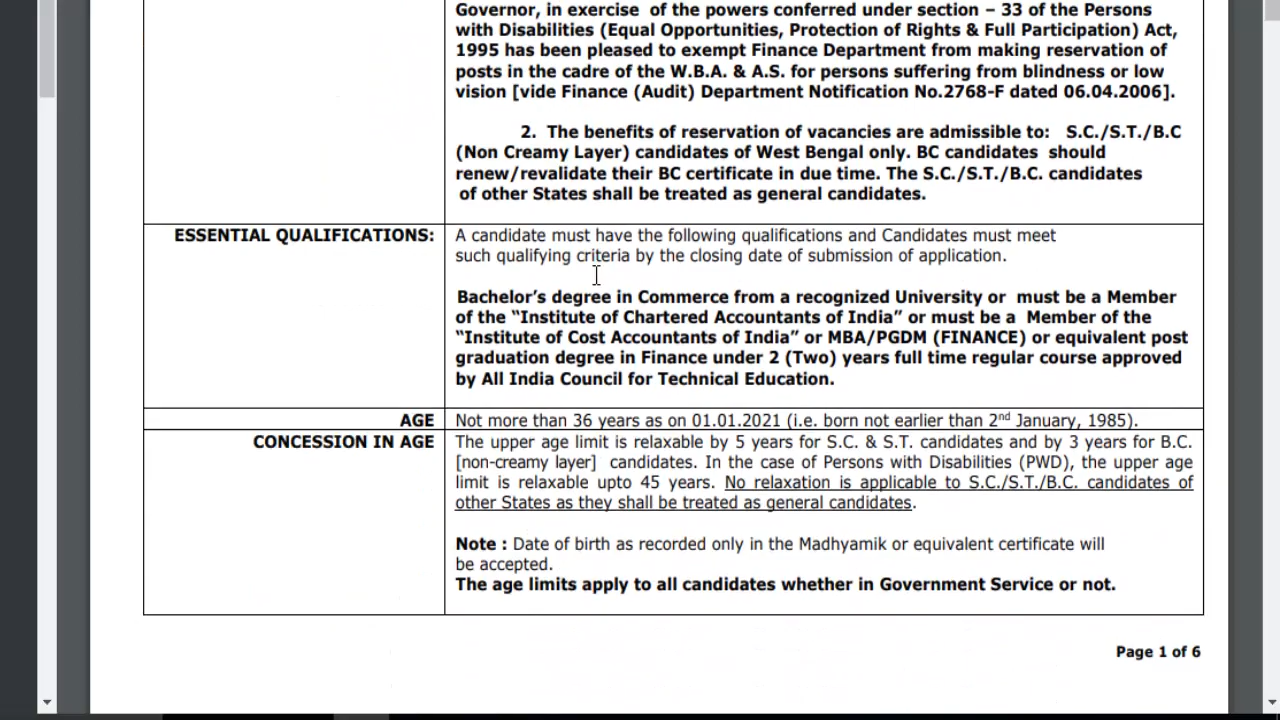 Governor, in exercise of the powers conferred under section – 33 of the Persons
with Disabilities (Equal Opportunities, Protection of Rights & Full Participation) Act,
1995 has been pleased to exempt Finance Department from making reservation of
posts in the cadre of the W.B.A. & A.S. for persons suffering from blindness or low
vision [vide Finance (Audit) Department Notification No.2768-F dated 06.04.2006].
2. The benefits of reservation of vacancies are admissible to: S.C./S.T./B.C
(Non Creamy Layer) candidates of West Bengal only. BC candidates should
renew/revalidate their BC certificate in due time. The S.C./S.T./B.C. candidates
of other States shall be treated as general candidates.
ESSENTIAL QUALIFICATIONS:
A candidate must have the following qualifications and Candidates must meet
such qualifying criteria by the closing date of submission of application.
Bachelor’s degree in Commerce from a recognized University or must be a Member
of the “Institute of Chartered Accountants of India” or must be a Member of the
“Institute of Cost Accountants of India” or MBA/PGDM (FINANCE) or equivalent post
graduation degree in Finance under 2 (Two) years full time regular course approved
by All India Council for Technical Education.
AGE
Not more than 36 years as on 01.01.2021 (i.e. born not earlier than 2nd January, 1985).
CONCESSION IN AGE
The upper age limit is relaxable by 5 years for S.C. & S.T. candidates and by 3 years for B.C.
[non-creamy layer] candidates. In the case of Persons with Disabilities (PWD), the upper age
limit is relaxable upto 45 years. No relaxation is applicable to S.C./S.T./B.C. candidates of
other States as they shall be treated as general candidates.
Note : Date of birth as recorded only in the Madhyamik or equivalent certificate will
be accepted.
The age limits apply to all candidates whether in Government Service or not.
Page 1 of 6